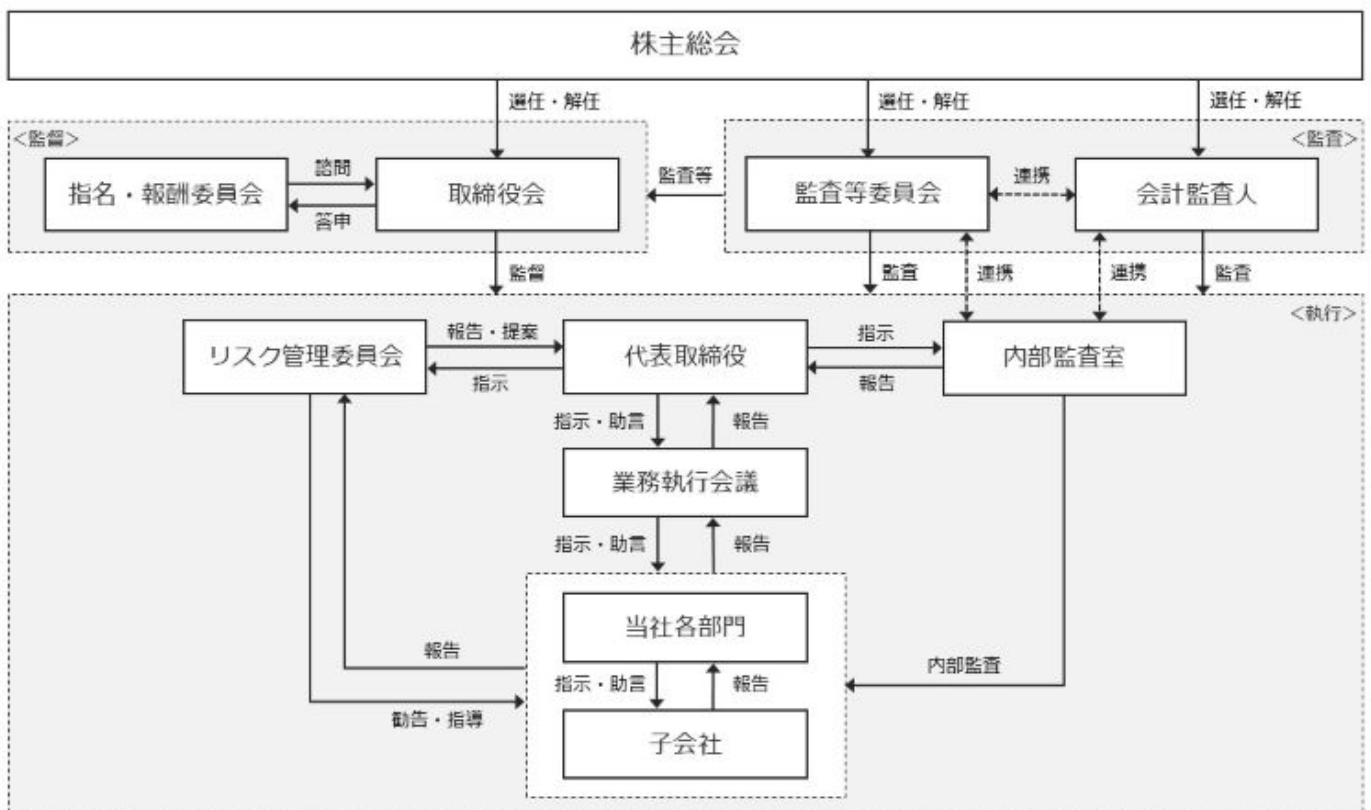 株主総会
選任・解任
選任・解任
選任・解任
＜監督＞
＜監査＞
指名・報酬委員会
諮問
答申
取締役会
監査等
監査等委員会
連携
会計監査人
監督
監査
連携
連携
監査
＜執行＞
リスク管理委員会
報告・提案
指示
代表取締役
指示
報告
内部監査室
指示・助言
報告
業務執行会議
指示・助言
報告
当社各部門
報告
内部監査
指示・助言
報告
勧告・指導
子会社